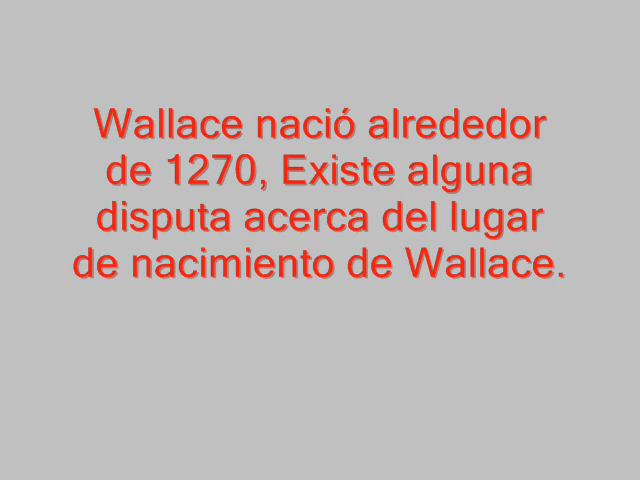 Wallace nació alrededor
de 1270, Existe alguna
disputa acerca del lugar
de nacimiento de Wallace.